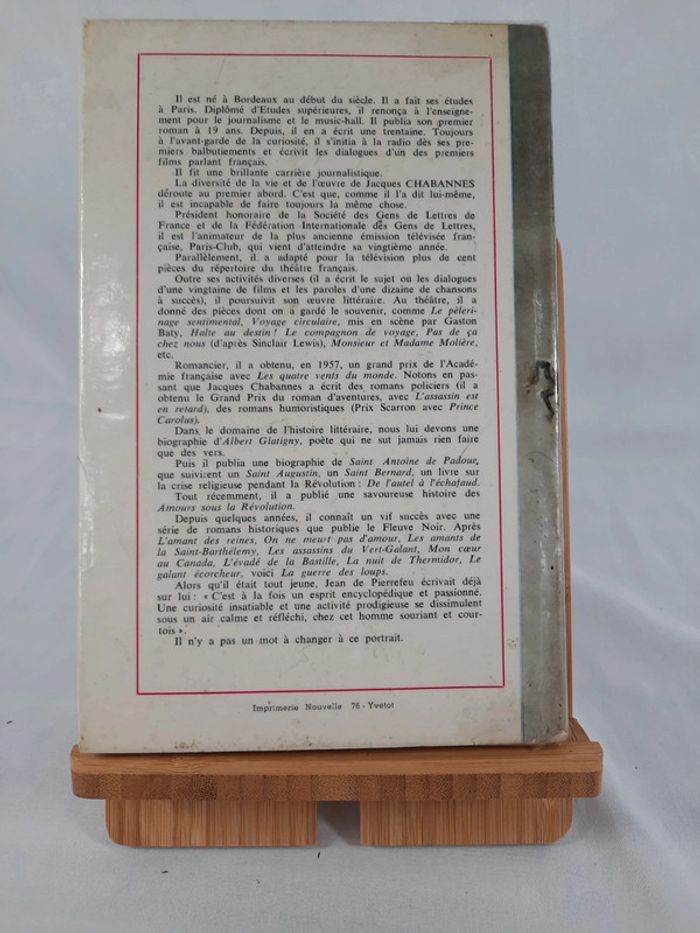 Il est né à Bordeaux au début du siècle. Il a fait ses études
à Paris. Diplômé d'Etudes supérieures, il renonça à l'enseigne-
ment pour le journalisme et le music-hall. Il publia son premier
roman à 19 ans. Depuis, il en a écrit une trentaine. Toujours
à l'avant-garde de la curiosité, il s'initia à la radio dès ses pre-
miers balbutiements et écrivit les dialogues d'un des premiers
films parlant français.
Il fit une brillante carrière journalistique.
La diversité de la vie et de l'œuvre de Jacques CHABANNES
déroute au premier abord. C'est que, comme il l'a dit lui-même,
il est incapable de faire toujours la même chose.
Président honoraire de la Société des Gens de Lettres de
France et de la Fédération Internationale des Gens de Lettres,
il est l'animateur de la plus ancienne émission télévisée fran-
çaise, Paris-Club, qui vient d'atteindre sa vingtième année.
Parallèlement, il a adapté pour la télévision plus de cent
pièces du répertoire du théâtre français.
Outre ses activités diverses (il a écrit le sujet ou les dialogues
d'une vingtaine de films et les paroles d'une dizaine de chansons
à succès), il poursuivit son œuvre littéraire. Au théâtre, il a
donné des pièces dont on a gardé le souvenir, comme Le pèleri-
nage sentimental, Voyage circulaire, mis en scène par Gaston
Baty, Halte au destin ! Le compagnon de voyage, Pas de ça
chez nous (d'après Sinclair Lewis), Monsieur et Madame Molière,
etc.
Romancier, il a obtenu, en 1957, un grand prix de l'Acadé-
mie française avec Les quatre vents du monde. Notons en pas-
sant que Jacques Chabannes a écrit des romans policiers (il a
obtenu le Grand Prix du roman d'aventures, avec L'assassin est
en retard), des romans humoristiques (Prix Scarron avec Prince
Carolus).
Dans le domaine de l'histoire littéraire, nous lui devons une
biographie d'Albert Glatigny, poète qui ne sut jamais rien faire
que des vers.
Puis il publia une biographie de Saint Antoine de Padoue,
que suivirent un Saint Augustin, un Saint Bernard, un livre sur
la crise religieuse pendant la Révolution : De l'autel à l'échafaud.
Tout récemment, il a publié une savoureuse histoire des
Amours sous la Révolution.
Depuis quelques années, il connaît un vif succès avec une
série de romans historiques que publie le Fleuve Noir. Après
L'amant des reines, On ne meurt pas d'amour, Les amants de
la Saint-Barthélemy, Les assassins du Vert-Galant, Mon cœur
au Canada, L'évadé de la Bastille, La nuit de Thermidor, Le
galant écorcheur, voici La guerre des loups.
Alors qu'il était tout jeune, Jean de Pierrefeu écrivait déjà
sur lui : « C'est à la fois un esprit encyclopédique et passionné.
Une curiosité insatiable et une activité prodigieuse se dissimulent
sous un air calme et réfléchi, chez cet homme souriant et cour-
tois ».
Il n'y a pas un mot à changer à ce portrait.
Imprimerie Nouvelle 76 - Yvetot